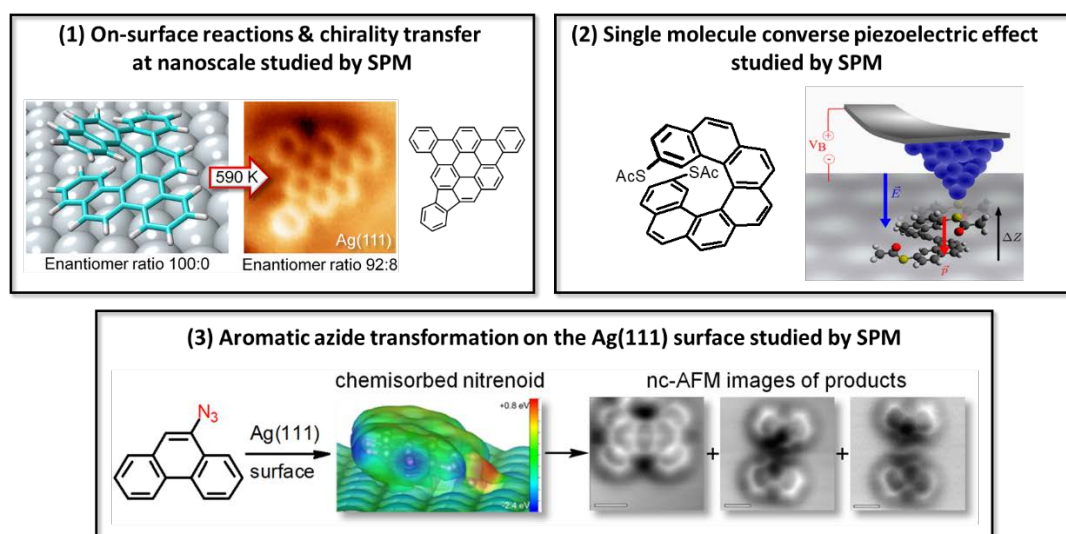 (1) On-surface reactions & chirality transfer
at nanoscale studied by SPM
590 K
Ag(111)
Enantiomer ratio 100:0
Enantiomer ratio 92:8
(2) Single molecule converse piezoelectric effect
studied by SPM
AcS
SAc
V_B
+
-
E⃗
p⃗
ΔZ
(3) Aromatic azide transformation on the Ag(111) surface studied by SPM
N3
Ag(111)
surface
chemisorbed nitrenoid
+0.8 eV
-2.4 eV
nc-AFM images of products
+
+